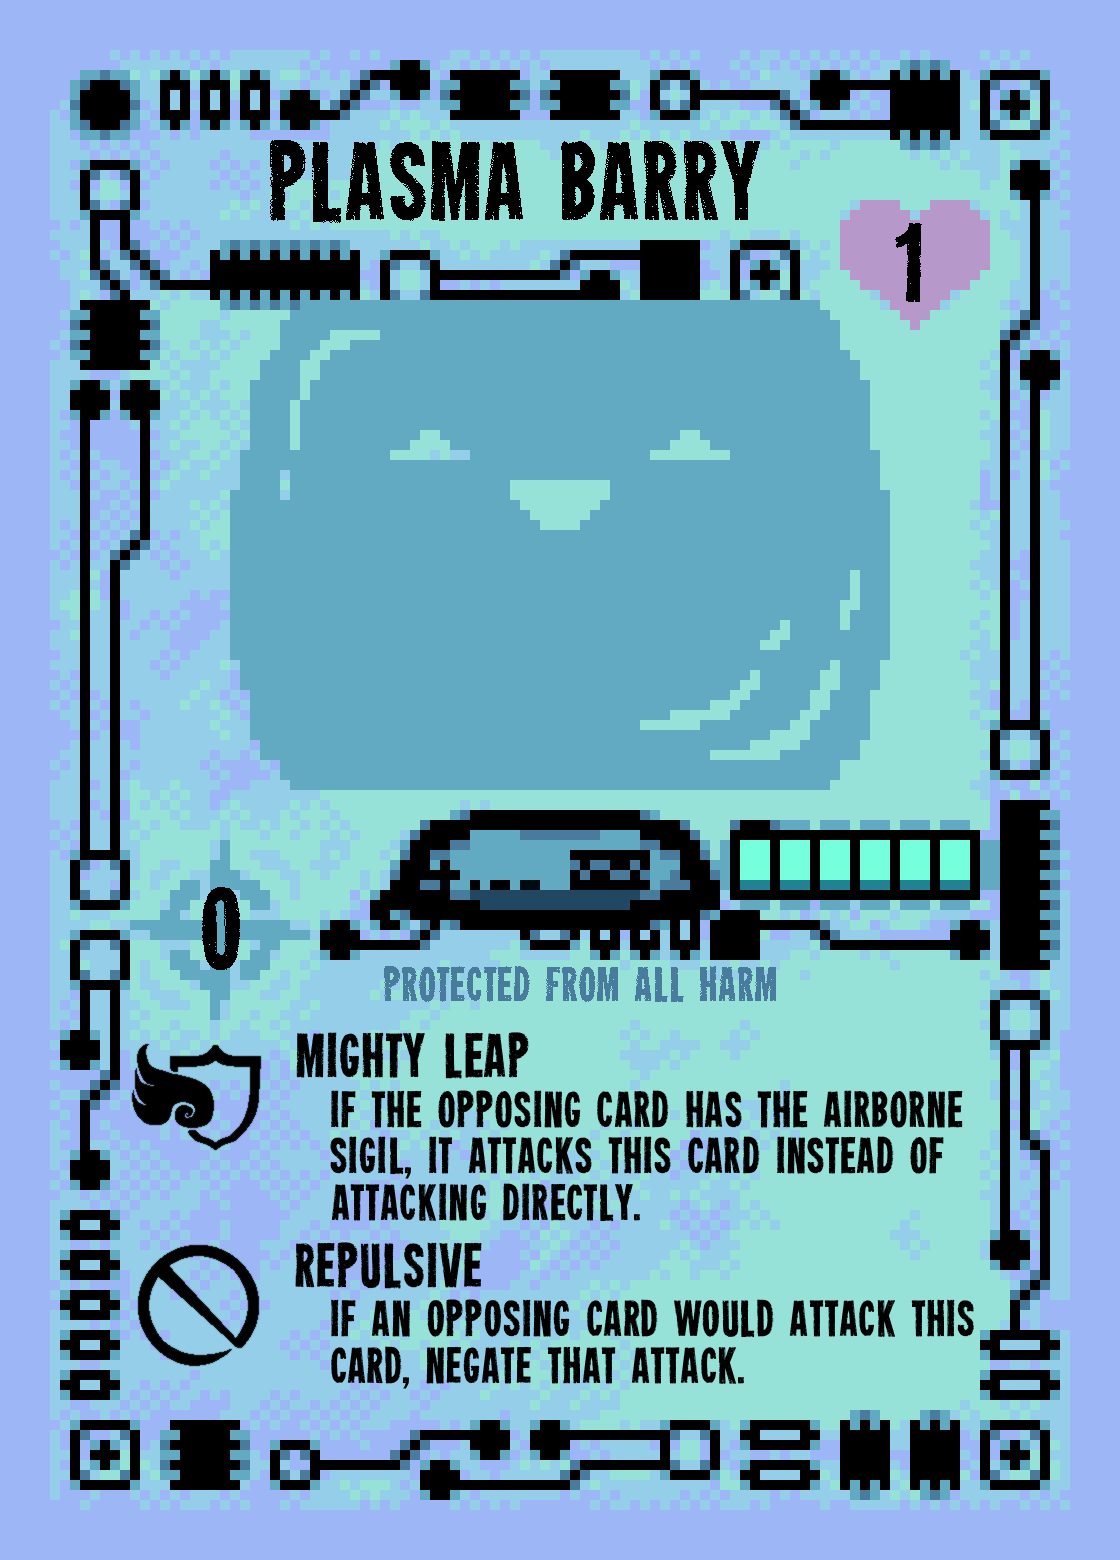 PLASMA BARRY
1
0
PROTECTED FROM ALL HARM
MIGHTY LEAP
IF THE OPPOSING CARD HAS THE AIRBORNE
SIGIL, IT ATTACKS THIS CARD INSTEAD OF
ATTACKING DIRECTLY.
REPULSIVE
IF AN OPPOSING CARD WOULD ATTACK THIS
CARD, NEGATE THAT ATTACK.